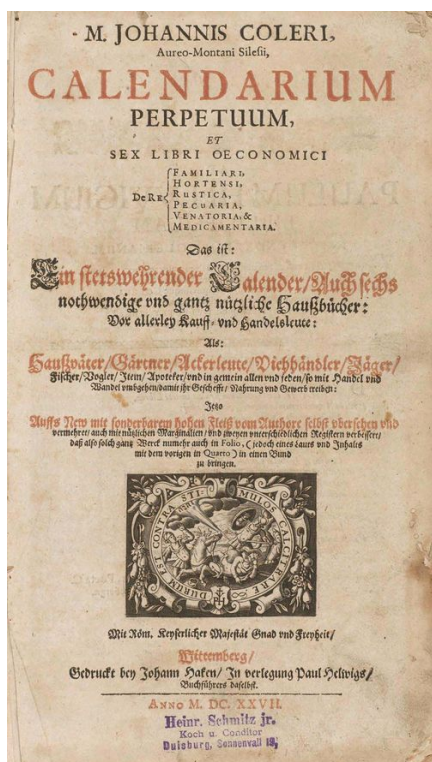 M. JOHANNIS COLERI,
Aureo-Montani Silesii,
CALENDARIUM
PERPETUUM,
ET
SEX LIBRI OECONOMICI
De RE
FAMILIARI,
HORTENSI,
RUSTICA,
PECUARIA,
VENATORIA, &
MEDICAMENTARIA.
Das ist:
Ein stetswehrender Calender/Auch sechs
nothwendige vnd gantz nützliche Haußbücher:
Vor allerley Kauff- vnd Handelsleute:
Als:
Haußväter/Gärtner/Ackerleute/Viehhändler/Jäger/
Fischer/Vogler/Item/Apoteker/vnd in gemein allen vnd jeden/so mit Handel vnd
Wandel vmbgehen/damit ihr Gescheffte/Nahrung vnd Gewerb treiben:
Jetzo
Auffs New mit sonderbarem hohen Fleiß vom Authore selbst vbersehen vnd
vermehret/auch mit nützlichen Marginalien/vnd zweyen vnterschiedlichen Registern verbessert/
daß also solch gantz Werck nunmehr auch in Folio, (jedoch eines Lauts vnd Inhalts
mit dem vorigen in Quarto) in einen Bund
zu bringen.
DURUM EST CONTRA STIMULOS CALCITRARE
Mit Röm. Keyserlicher Majestät Gnad vnd Freyheit/
Wittemberg/
Gedruckt bey Johann Haken/In verlegung Paul Helwigs/
Buchführers daselbst.
ANNO M. DC. XXVII.
Heinr. Schmitz jr.
Koch u. Conditor
Duisburg, Sonnenwall 19,